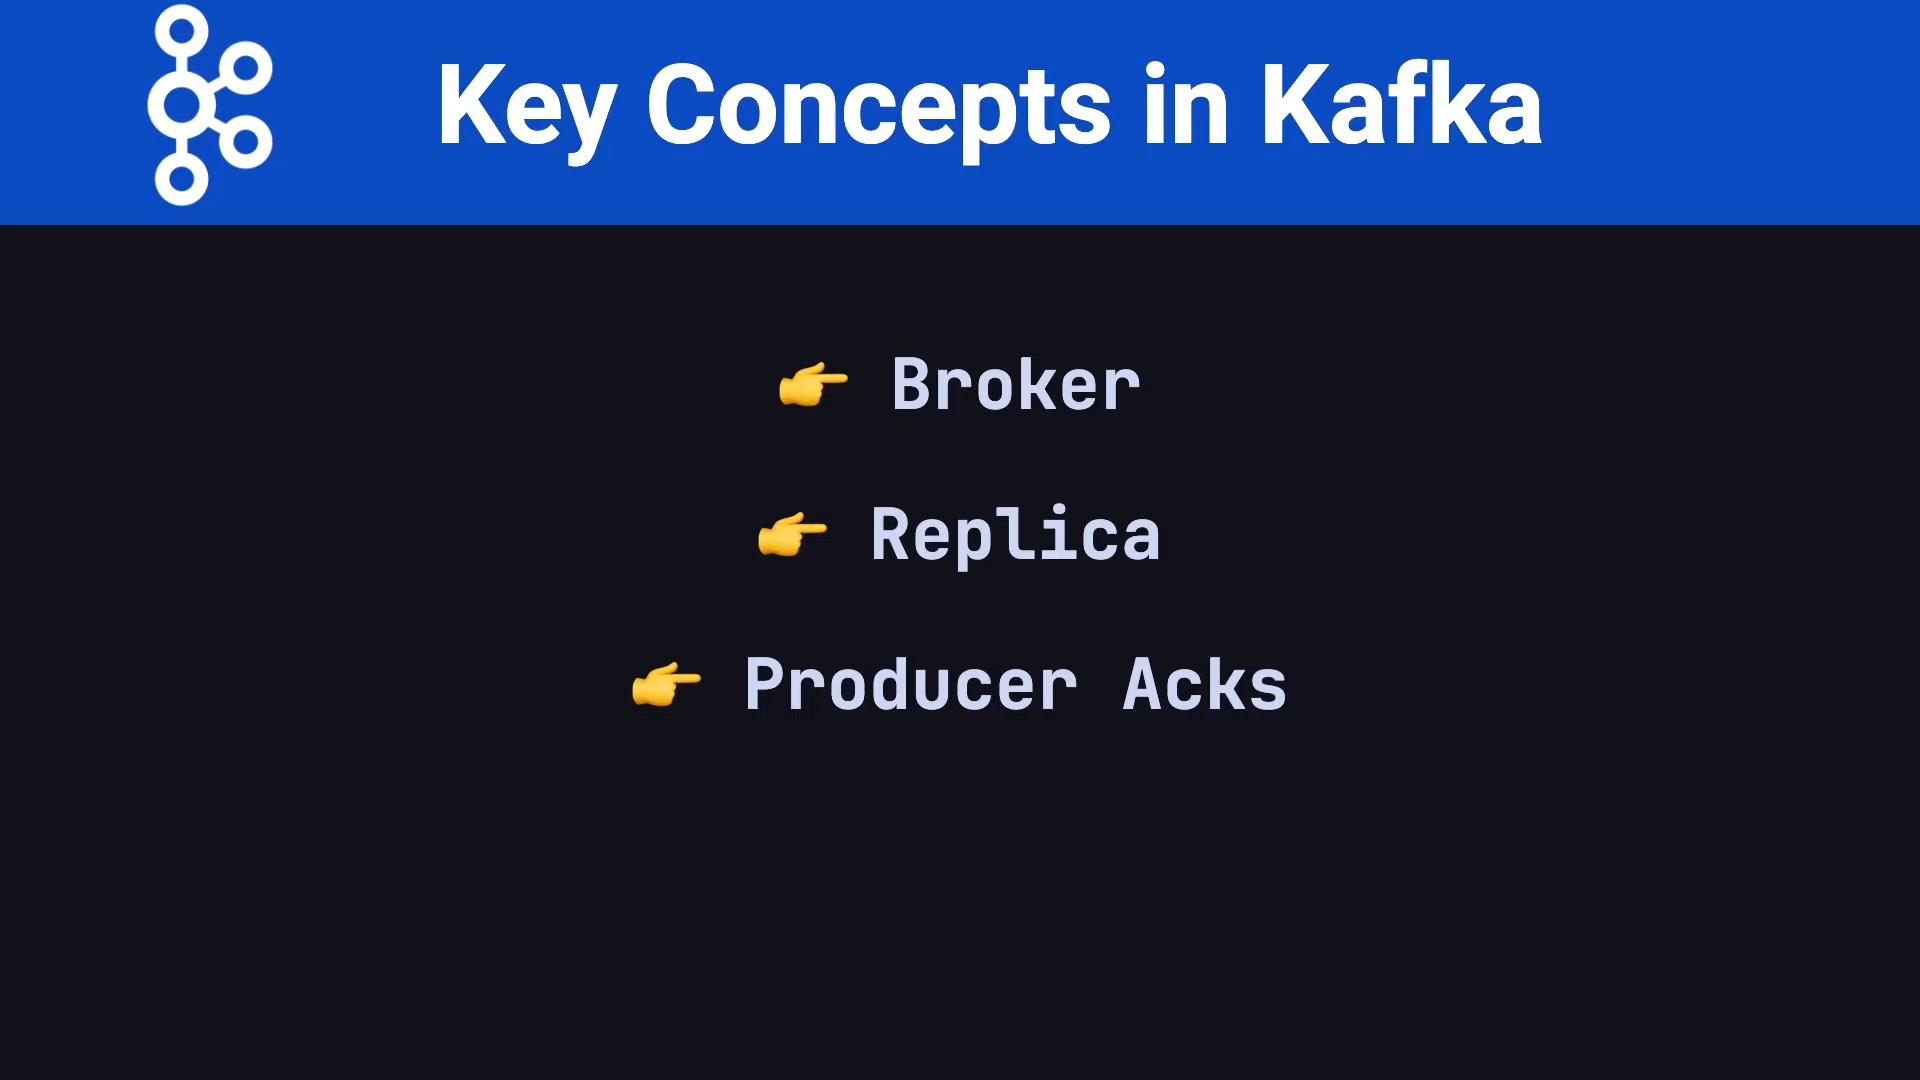 Key Concepts in Kafka
👉 Broker
👉 Replica
👉 Producer Acks